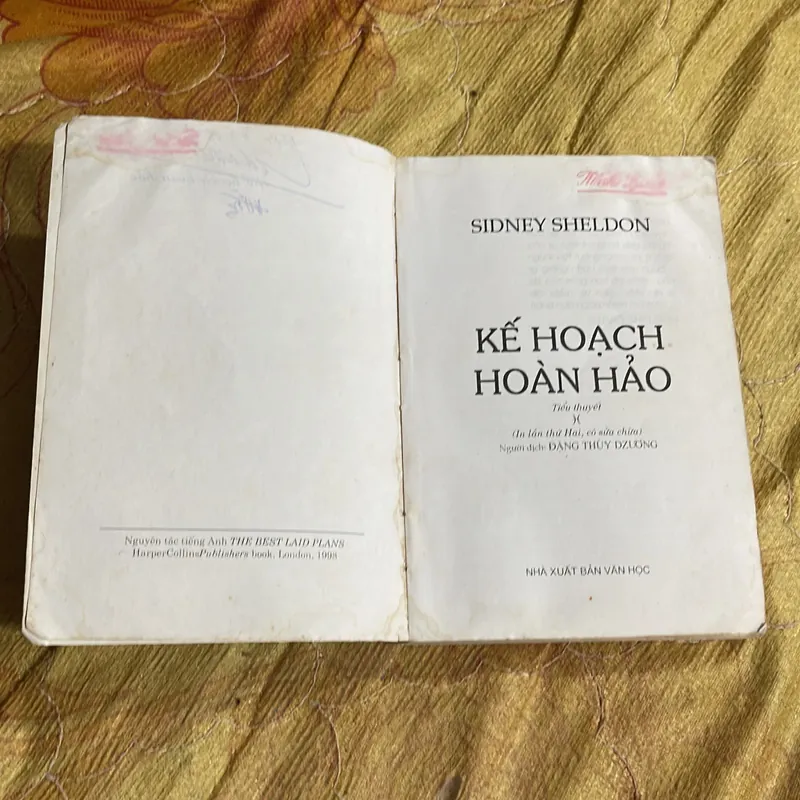 Nguyên tác tiếng Anh THE BEST LAID PLANS
HarperCollinsPublishers book, London, 1998
SIDNEY SHELDON
KẾ HOẠCH
HOÀN HẢO
Tiểu thuyết
(In lần thứ Hai, có sửa chữa)
Người dịch: ĐẶNG THÙY DZƯƠNG
NHÀ XUẤT BẢN VĂN HỌC